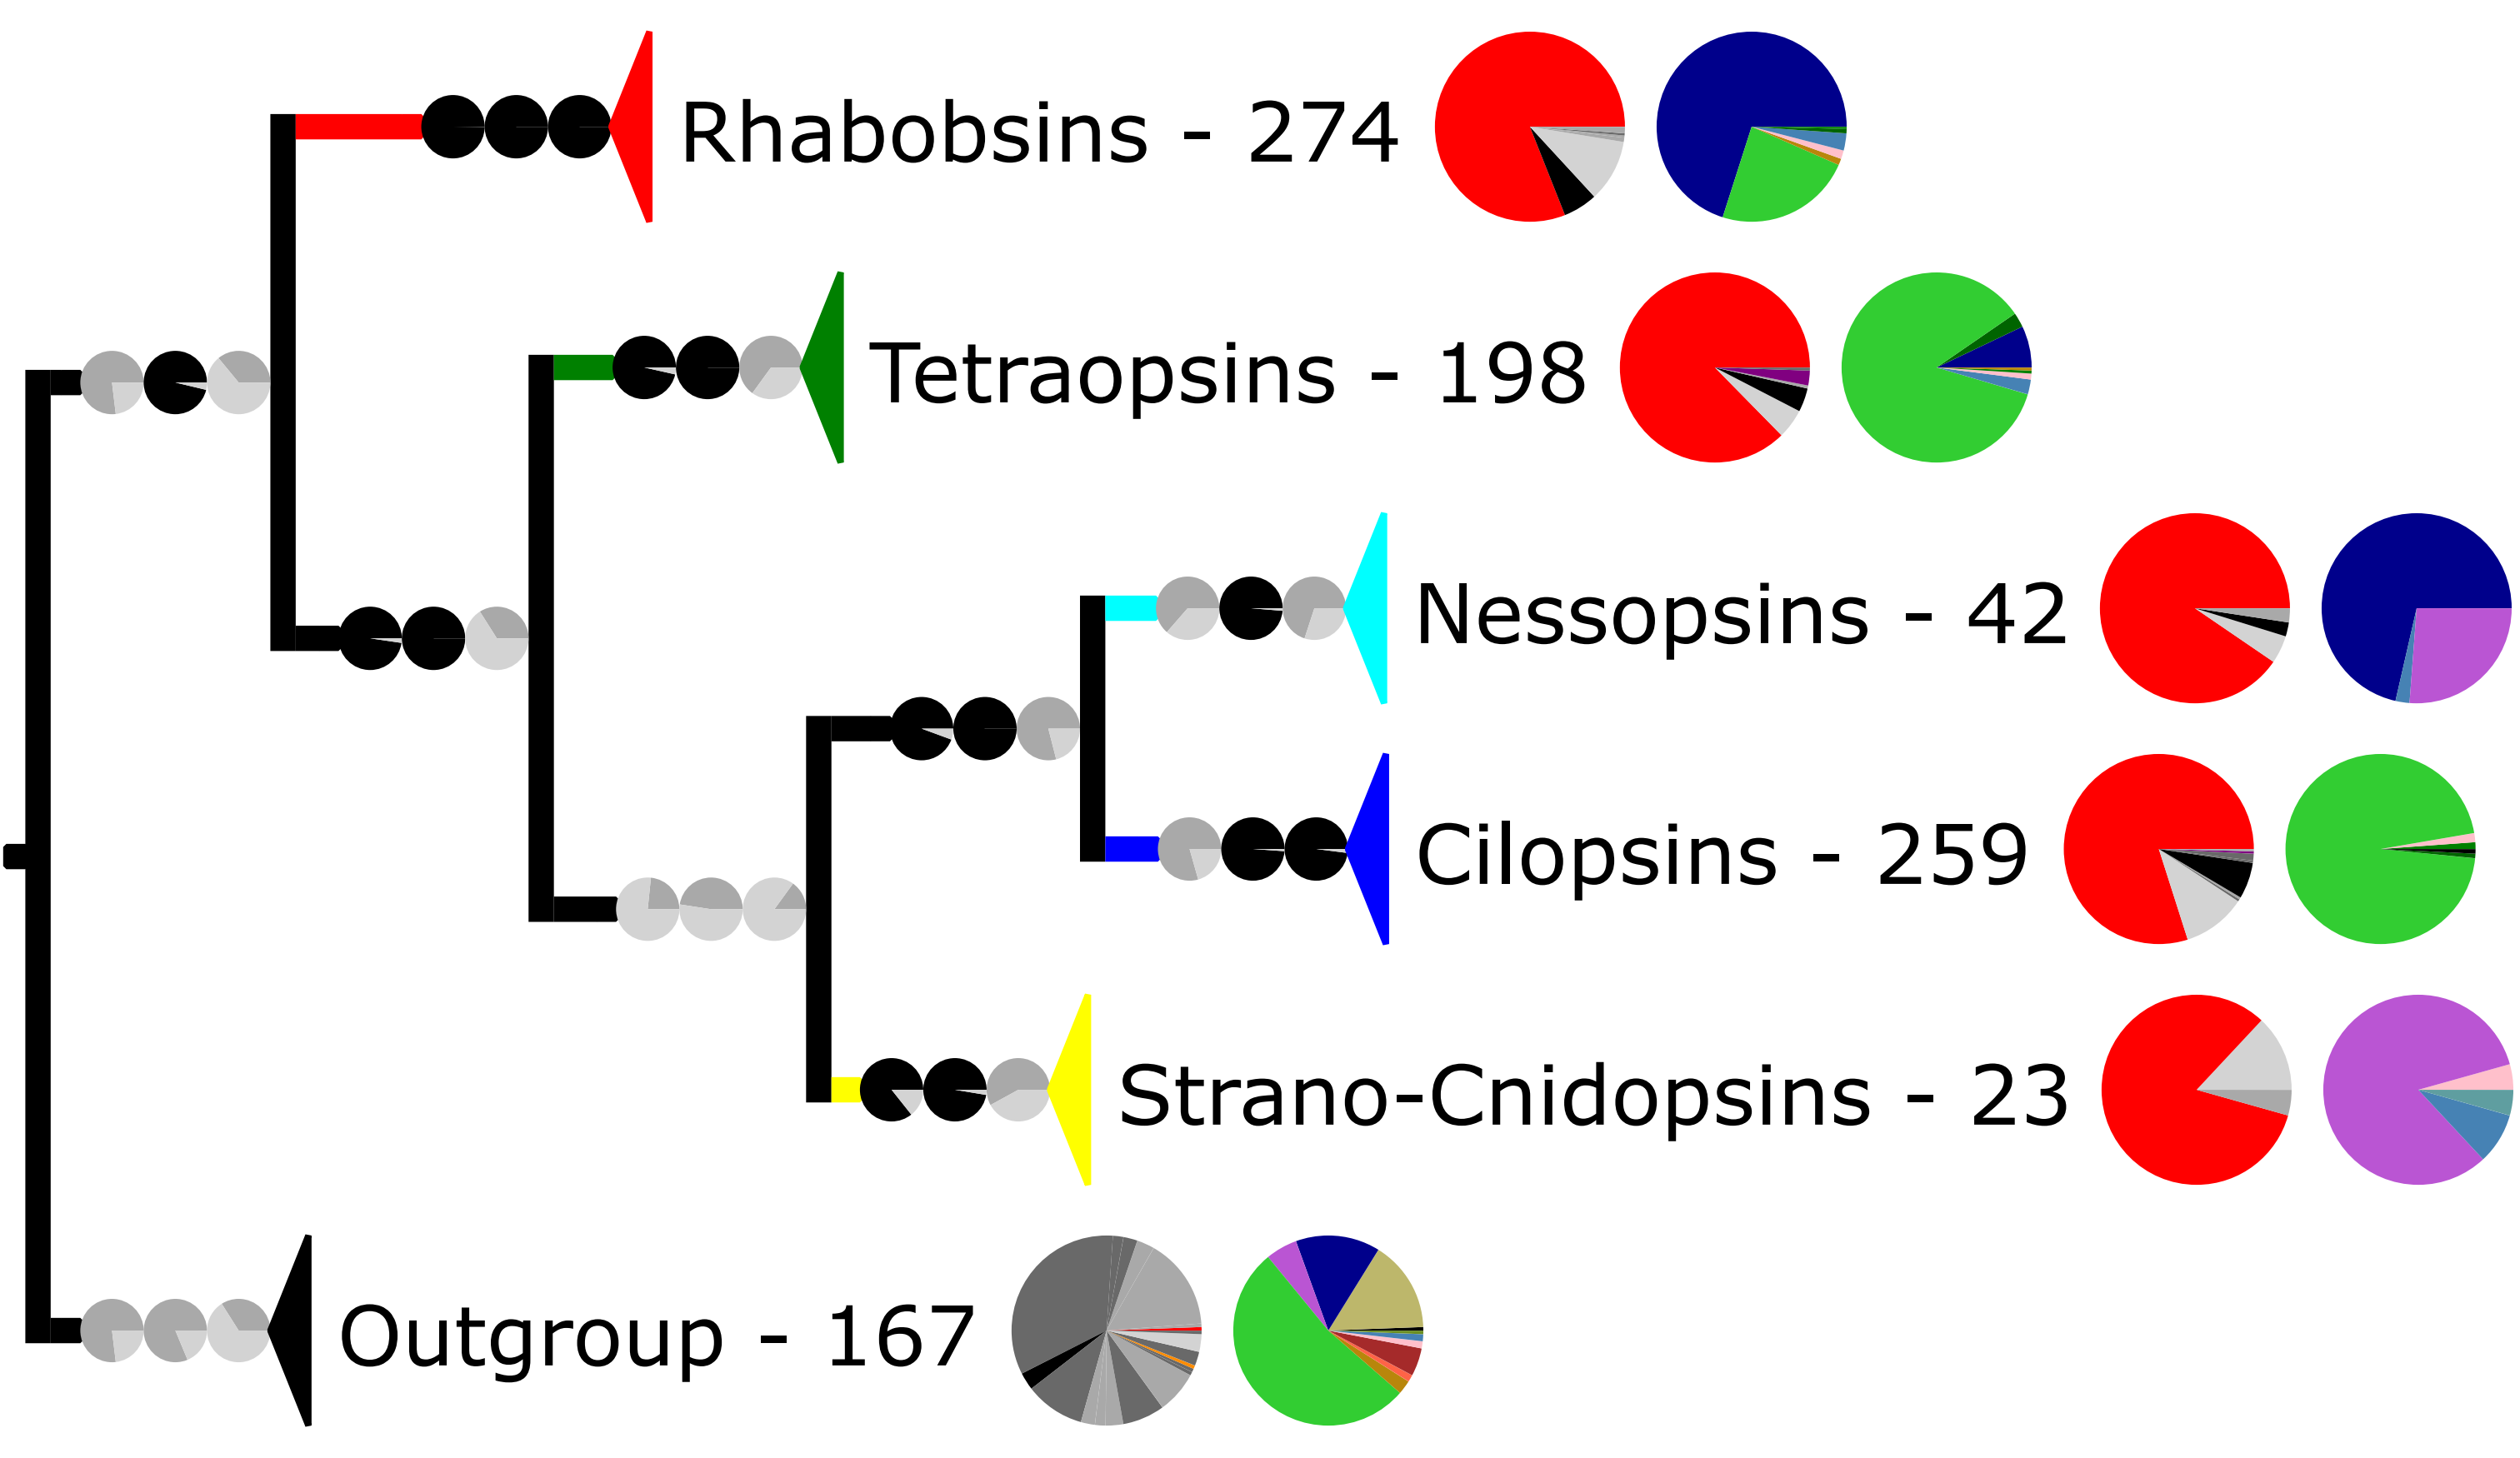 Rhabobsins - 274
Tetraopsins - 198
Nessopsins - 42
Cilopsins - 259
Strano-Cnidopsins - 23
Outgroup - 167